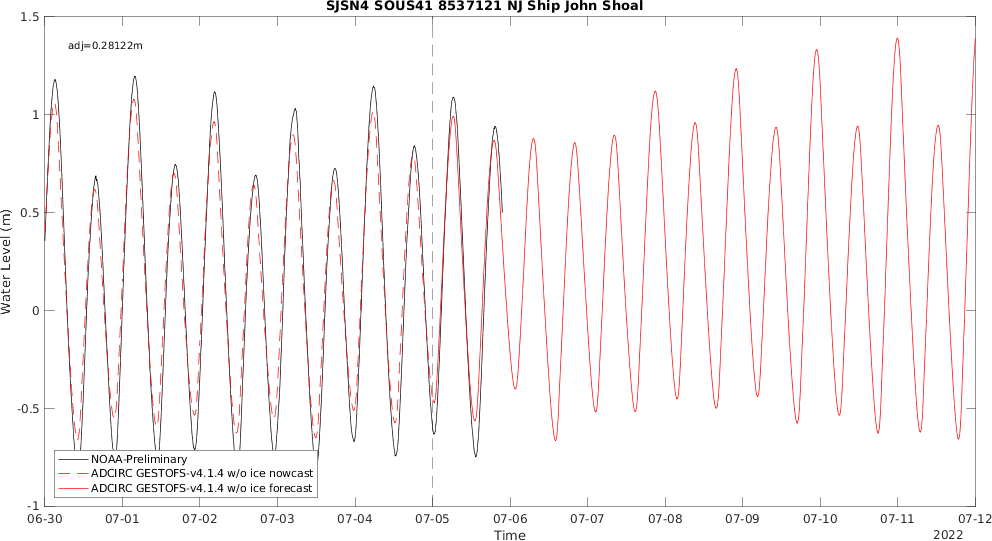 SJSN4 SOUS41 8537121 NJ Ship John Shoal
adj=0.28122m
1.5
1
0.5
0
-0.5
-1
Water Level (m)
NOAA-Preliminary
ADCIRC GESTOFS-v4.1.4 w/o ice nowcast
ADCIRC GESTOFS-v4.1.4 w/o ice forecast
06-30 07-01 07-02 07-03 07-04 07-05 07-06 07-07 07-08 07-09 07-10 07-11 07-12
Time
2022